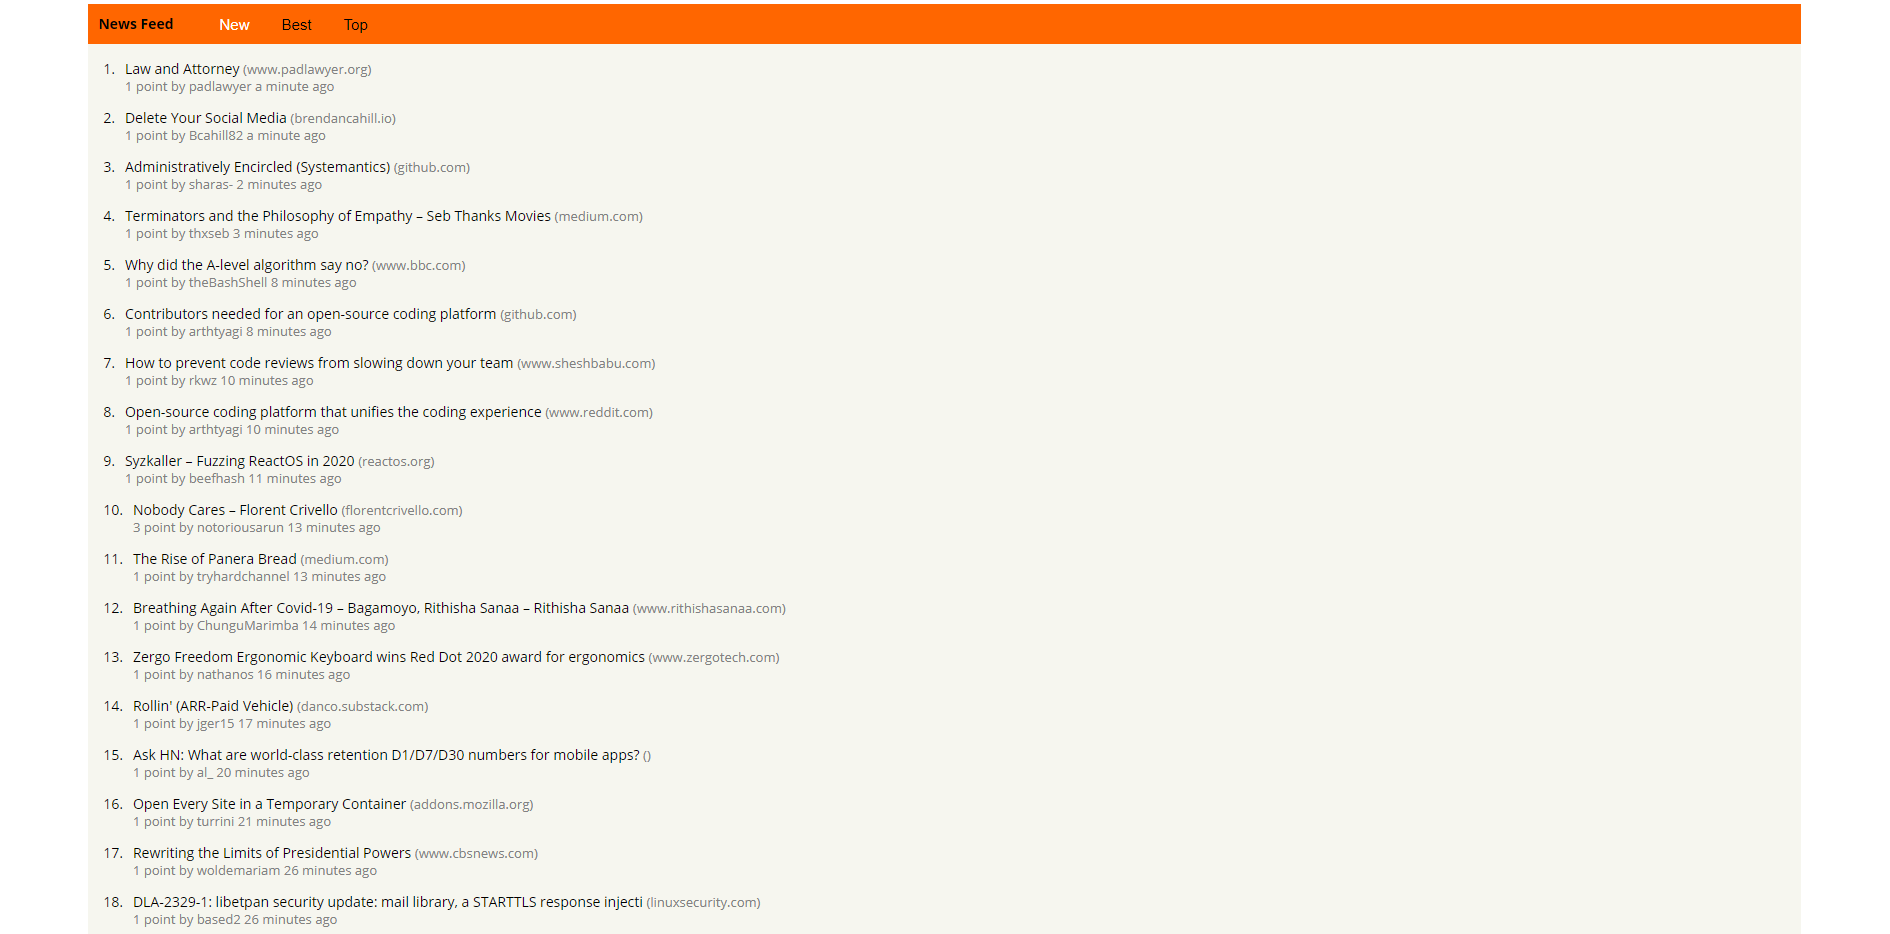 News Feed New Best Top
1. Law and Attorney (www.padlawyer.org)
1 point by padlawyer a minute ago
2. Delete Your Social Media (brendancahill.io)
1 point by Bcahill82 a minute ago
3. Administratively Encircled (Systemantics) (github.com)
1 point by sharas- 2 minutes ago
4. Terminators and the Philosophy of Empathy – Seb Thanks Movies (medium.com)
1 point by thxseb 3 minutes ago
5. Why did the A-level algorithm say no? (www.bbc.com)
1 point by theBashShell 8 minutes ago
6. Contributors needed for an open-source coding platform (github.com)
1 point by arthtyagi 8 minutes ago
7. How to prevent code reviews from slowing down your team (www.sheshbabu.com)
1 point by rkwz 10 minutes ago
8. Open-source coding platform that unifies the coding experience (www.reddit.com)
1 point by arthtyagi 10 minutes ago
9. Syzkaller – Fuzzing ReactOS in 2020 (reactos.org)
1 point by beefhash 11 minutes ago
10. Nobody Cares – Florent Crivello (florentcrivello.com)
3 point by notoriousarun 13 minutes ago
11. The Rise of Panera Bread (medium.com)
1 point by tryhardchannel 13 minutes ago
12. Breathing Again After Covid-19 – Bagamoyo, Rithisha Sanaa – Rithisha Sanaa (www.rithishasanaa.com)
1 point by ChunguMarimba 14 minutes ago
13. Zergo Freedom Ergonomic Keyboard wins Red Dot 2020 award for ergonomics (www.zergotech.com)
1 point by nathanos 16 minutes ago
14. Rollin' (ARR-Paid Vehicle) (danco.substack.com)
1 point by jger15 17 minutes ago
15. Ask HN: What are world-class retention D1/D7/D30 numbers for mobile apps? ()
1 point by al_ 20 minutes ago
16. Open Every Site in a Temporary Container (addons.mozilla.org)
1 point by turrini 21 minutes ago
17. Rewriting the Limits of Presidential Powers (www.cbsnews.com)
1 point by woldemariam 26 minutes ago
18. DLA-2329-1: libetpan security update: mail library, a STARTTLS response injecti (linuxsecurity.com)
1 point by based2 26 minutes ago